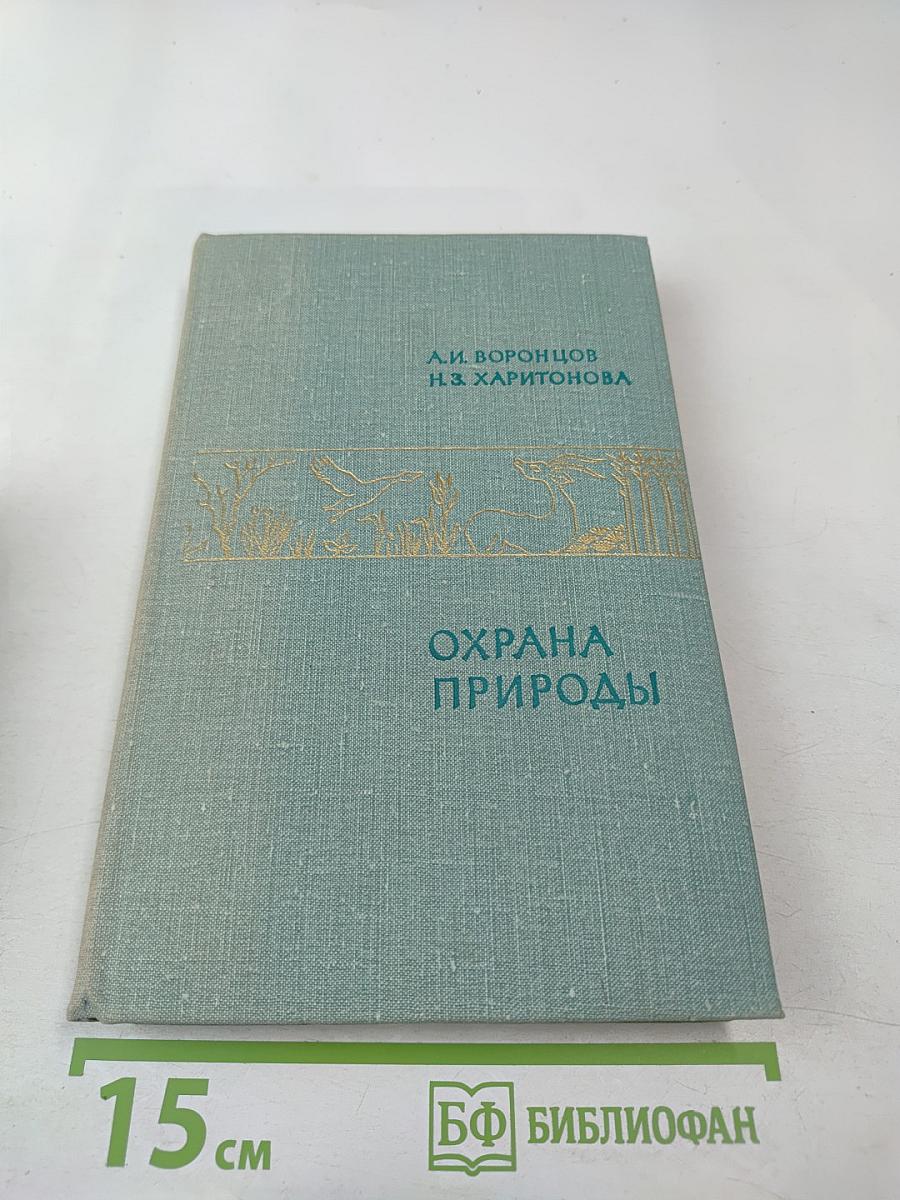 А.И. ВОРОНЦОВ
Н.З. ХАРИТОНОВА
ОХРАНА
ПРИРОДЫ
15 см
БФ БИБЛИОФАН